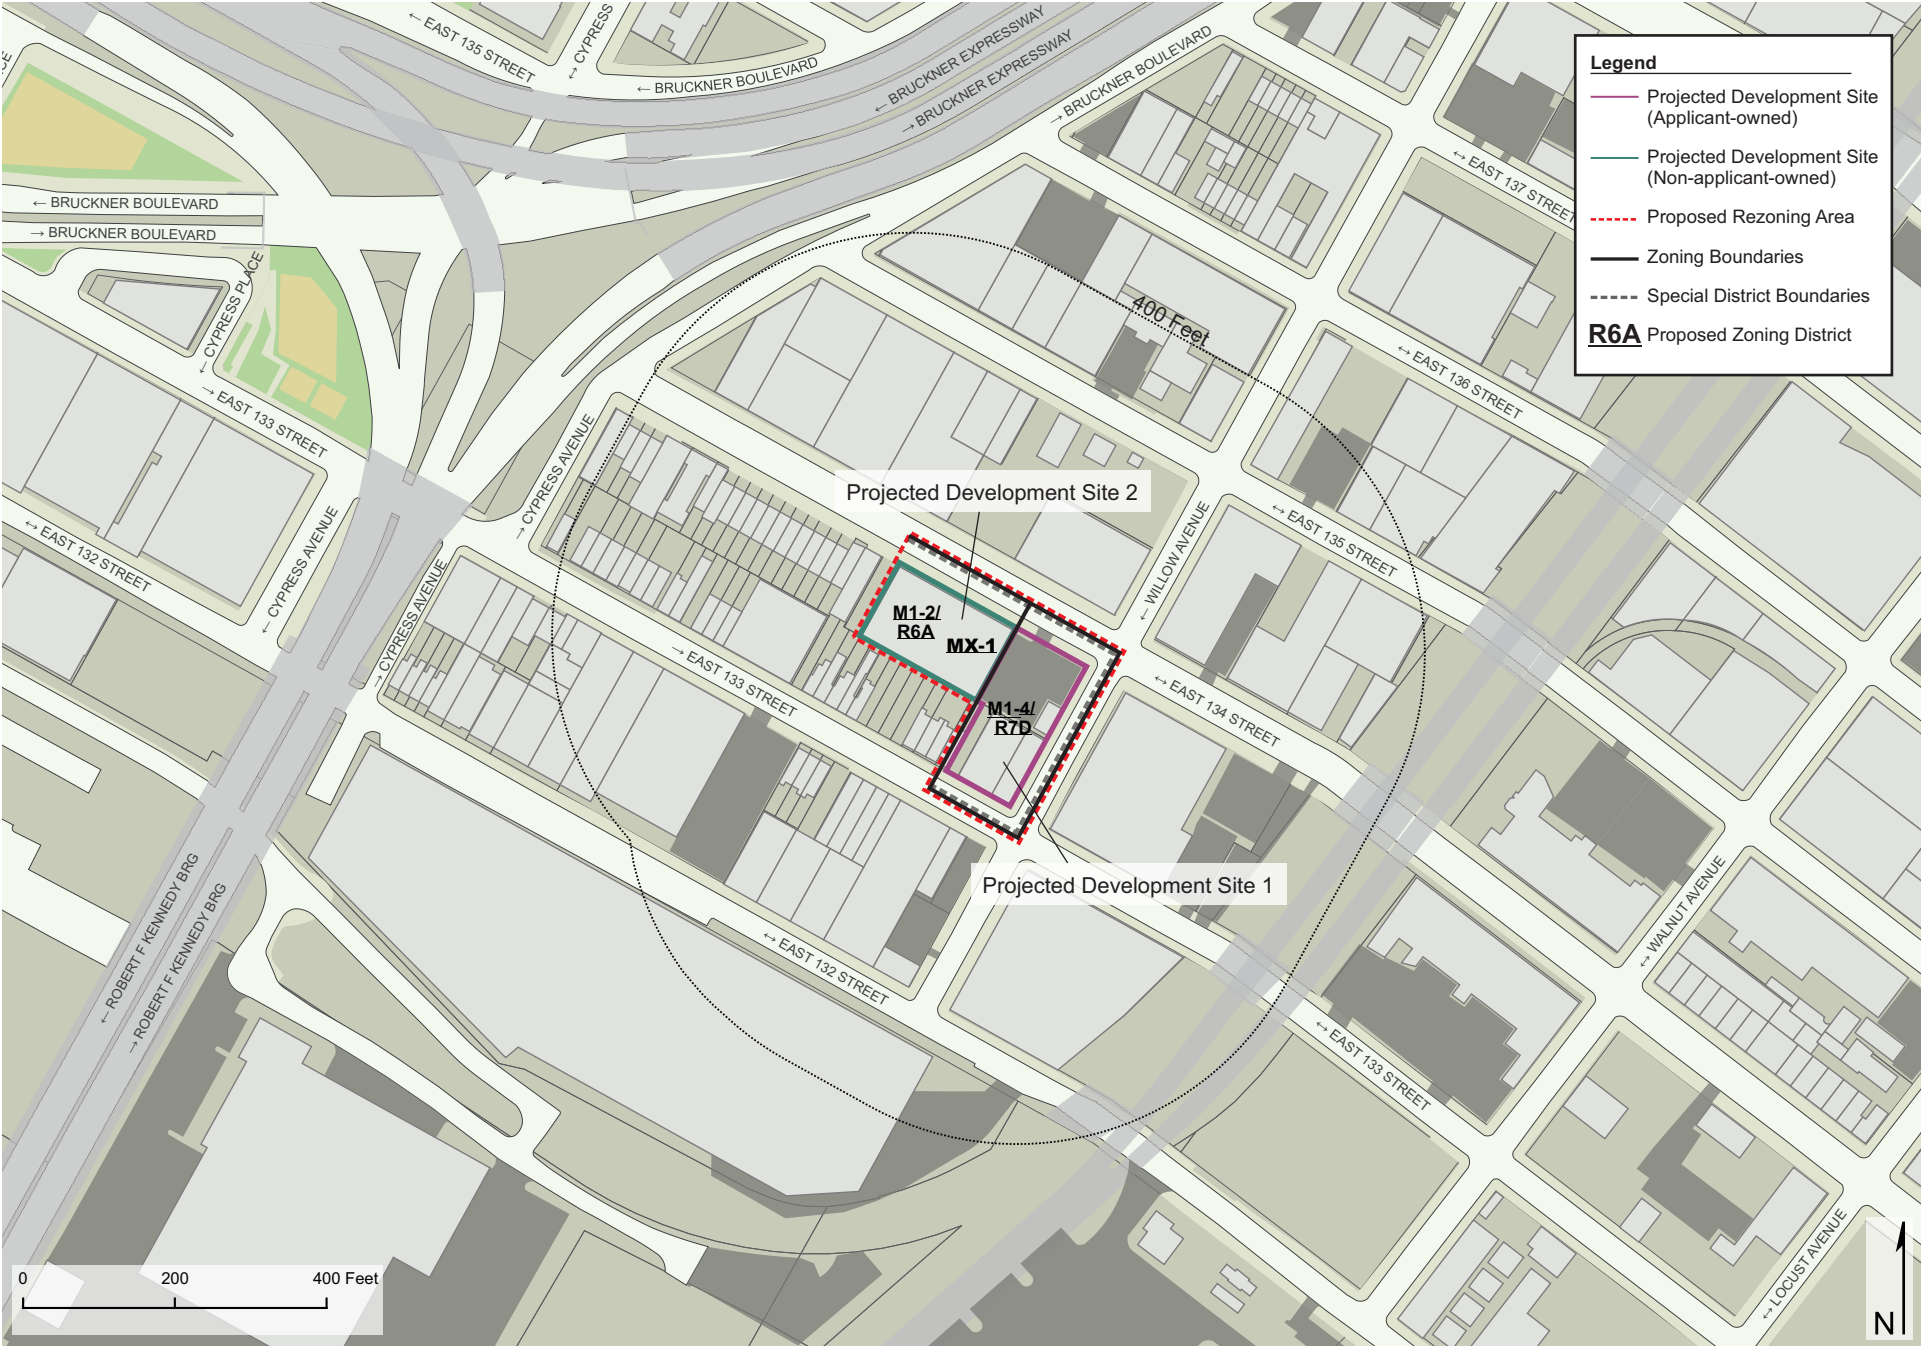 ← EAST 135 STREET
↔ CYPRESS
← BRUCKNER BOULEVARD
← BRUCKNER EXPRESSWAY
→ BRUCKNER EXPRESSWAY
→ BRUCKNER BOULEVARD
Legend
Projected Development Site
(Applicant-owned)
Projected Development Site
(Non-applicant-owned)
Proposed Rezoning Area
Zoning Boundaries
Special District Boundaries
R6A Proposed Zoning District
↔ EAST 137 STREET
← BRUCKNER BOULEVARD
→ BRUCKNER BOULEVARD
← CYPRESS PLACE
→ EAST 133 STREET
400 Feet
↔ EAST 136 STREET
→ CYPRESS AVENUE
Projected Development Site 2
↔ EAST 132 STREET
← CYPRESS AVENUE
→ CYPRESS AVENUE
← WILLOW AVENUE
↔ EAST 135 STREET
M1-2/
R6A
MX-1
→ EAST 133 STREET
M1-4/
R7D
↔ EAST 134 STREET
Projected Development Site 1
← ROBERT F KENNEDY BRG
→ ROBERT F KENNEDY BRG
↔ EAST 132 STREET
↔ WALNUT AVENUE
↔ EAST 133 STREET
↔ LOCUST AVENUE
0 200 400 Feet
N